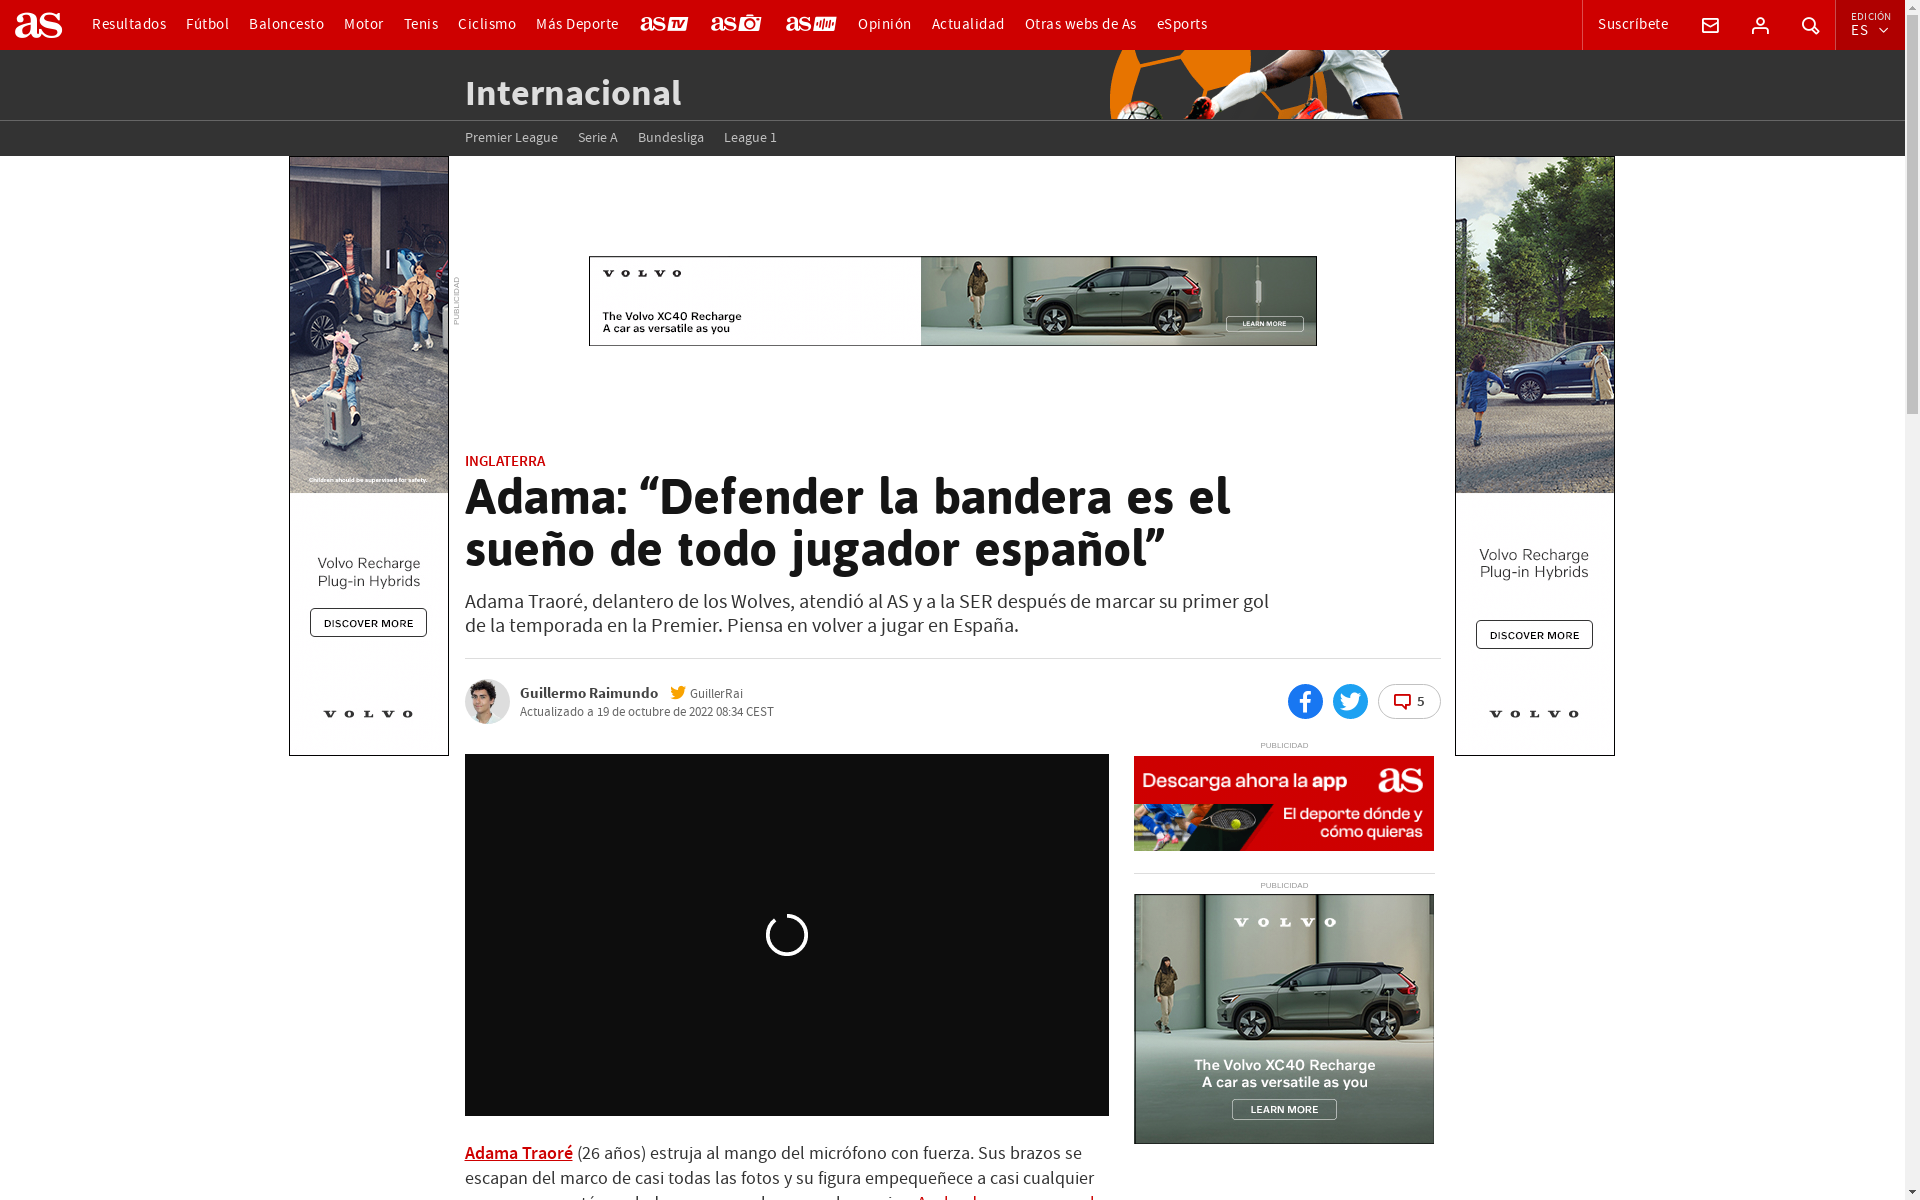 as
Resultados
Fútbol
Baloncesto
Motor
Tenis
Ciclismo
Más Deporte
as TV
as
as
Opinión
Actualidad
Otras webs de As
eSports
Suscríbete
EDICIÓN
ES
Internacional
Premier League
Serie A
Bundesliga
League 1
Children should be supervised for safety.
Volvo Recharge
Plug-in Hybrids
DISCOVER MORE
VOLVO
PUBLICIDAD
VOLVO
The Volvo XC40 Recharge
A car as versatile as you
LEARN MORE
Volvo Recharge
Plug-in Hybrids
DISCOVER MORE
VOLVO
INGLATERRA
Adama: “Defender la bandera es el
sueño de todo jugador español”
Adama Traoré, delantero de los Wolves, atendió al AS y a la SER después de marcar su primer gol
de la temporada en la Premier. Piensa en volver a jugar en España.
Guillermo Raimundo GuillerRai
Actualizado a 19 de octubre de 2022 08:34 CEST
5
PUBLICIDAD
Descarga ahora la app as
El deporte dónde y
cómo quieras
PUBLICIDAD
VOLVO
The Volvo XC40 Recharge
A car as versatile as you
LEARN MORE
Adama Traoré (26 años) estruja al mango del micrófono con fuerza. Sus brazos se
escapan del marco de casi todas las fotos y su figura empequeñece a casi cualquier